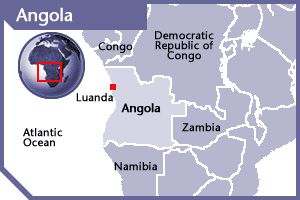 Angola
Democratic
Republic of
Congo
Congo
Luanda
Angola
Atlantic
Ocean
Zambia
Namibia